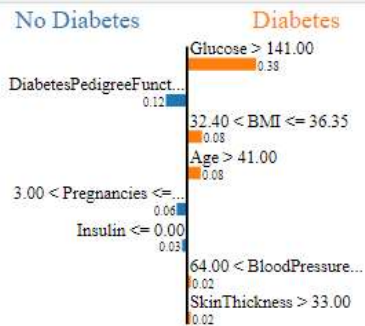 No Diabetes
Diabetes
Glucose > 141.00
0.38
DiabetesPedigreeFunct...
0.12
32.40 < BMI <= 36.35
0.08
Age > 41.00
0.08
3.00 < Pregnancies <=...
0.06
Insulin <= 0.00
0.03
64.00 < BloodPressure...
0.02
SkinThickness > 33.00
0.02